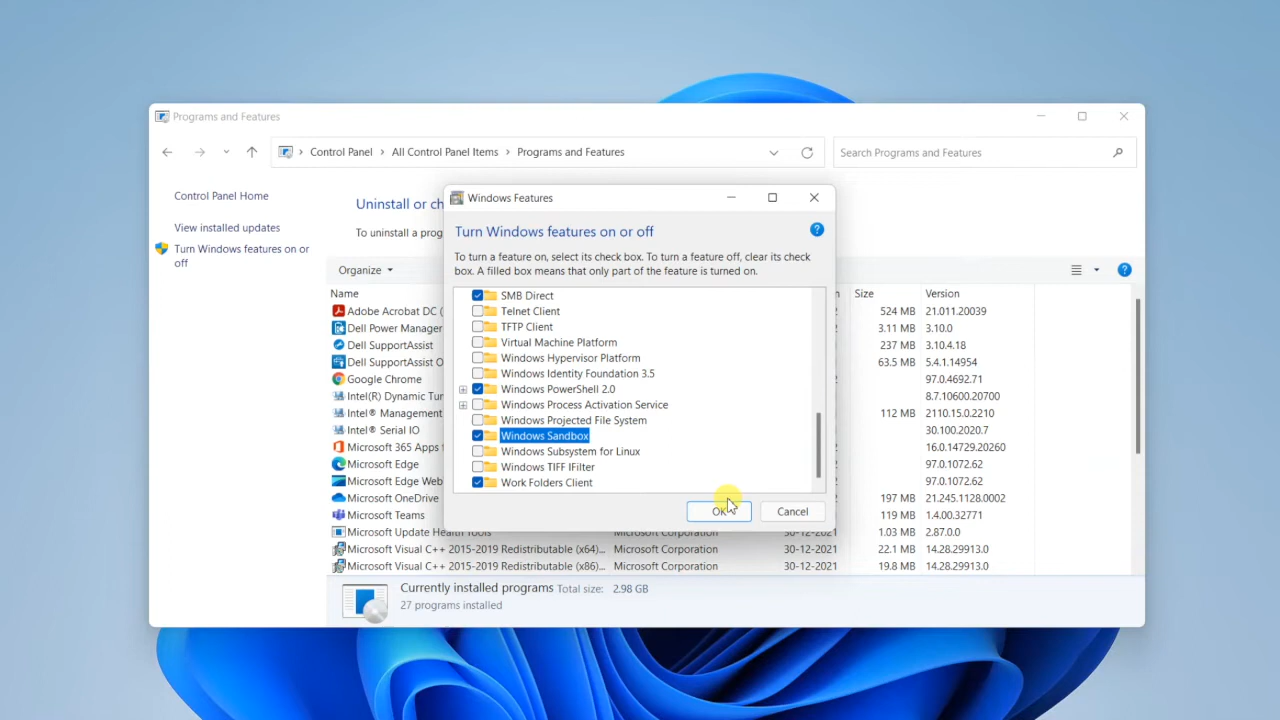 Programs and Features
Control Panel > All Control Panel Items > Programs and Features
Search Programs and Features
Control Panel Home
View installed updates
Turn Windows features on or
off
Uninstall or ch
To uninstall a prog
Organize
Windows Features
Turn Windows features on or off
To turn a feature on, select its check box. To turn a feature off, clear its check
box. A filled box means that only part of the feature is turned on.
SMB Direct
Telnet Client
TFTP Client
Virtual Machine Platform
Windows Hypervisor Platform
Windows Identity Foundation 3.5
Windows PowerShell 2.0
Windows Process Activation Service
Windows Projected File System
Windows Sandbox
Windows Subsystem for Linux
Windows TIFF IFilter
Work Folders Client
OK Cancel
Name Size Version
Adobe Acrobat DC ( 524 MB 21.011.20039
Dell Power Manager 3.11 MB 3.10.0
Dell SupportAssist 237 MB 3.10.4.18
Dell SupportAssist O 63.5 MB 5.4.1.14954
Google Chrome 97.0.4692.71
Intel(R) Dynamic Tur 8.7.10600.20700
Intel® Management 112 MB 2110.15.0.2210
Intel® Serial IO 30.100.2020.7
Microsoft 365 Apps f 16.0.14729.20260
Microsoft Edge 97.0.1072.62
Microsoft Edge Web 97.0.1072.62
Microsoft OneDrive 197 MB 21.245.1128.0002
Microsoft Teams 119 MB 1.4.00.32771
Microsoft Update Health Tools Microsoft Corporation 30-12-2021 1.03 MB 2.87.0.0
Microsoft Visual C++ 2015-2019 Redistributable (x64)... Microsoft Corporation 30-12-2021 22.1 MB 14.28.29913.0
Microsoft Visual C++ 2015-2019 Redistributable (x86)... Microsoft Corporation 30-12-2021 19.8 MB 14.28.29913.0
Currently installed programs Total size: 2.98 GB
27 programs installed